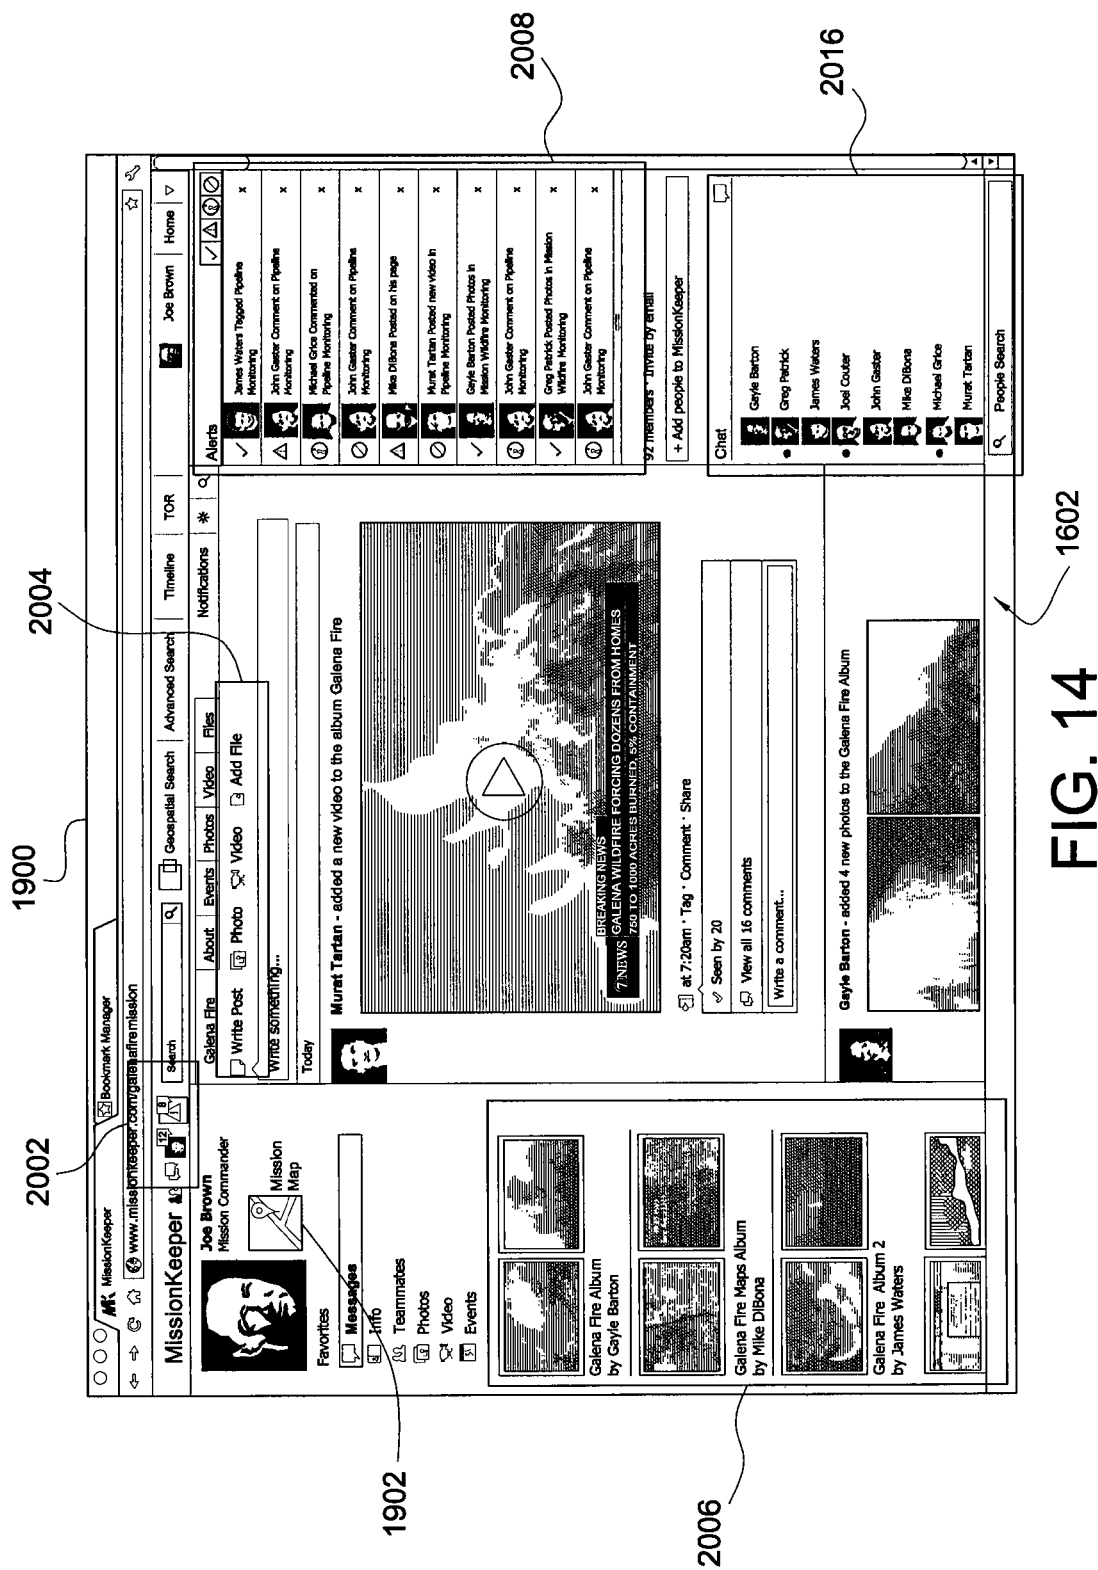 1900
2002
2004
2008
MissionKeeper
Bookmark Manager
www.missionkeeper.com/galenafiremission
MissionKeeper
12
8
Search
Geospatial Search
Advanced Search
Timeline
TOR
Joe Brown
Home
Joe Brown
Mission Commander
Mission
Map
1902
Favorites
Messages
Info
Teammates
Photos
Video
Events
Galena Fire Album
by Gayle Barton
Galena Fire Maps Album
by Mike DiBona
Galena Fire Album 2
by James Waters
2006
Galena Fire
About
Events
Photos
Video
Files
Notifications
Write Post
Photo
Video
Add File
Write something...
Today
Murat Tartan - added a new video to the album Galena Fire
BREAKING NEWS
7NEWS
GALENA WILDFIRE FORCING DOZENS FROM HOMES
750 TO 1000 ACRES BURNED, 5% CONTAINMENT
at 7:20am · Tag · Comment · Share
Seen by 20
View all 16 comments
Write a comment...
Gayle Barton - added 4 new photos to the Galena Fire Album
Alerts
James Waters Tagged Pipeline
Monitoring
x
John Gaster Comment on Pipeline
Monitoring
x
Michael Grice Commented on
Pipeline Monitoring
x
John Gaster Comment on Pipeline
Monitoring
x
Mike DiBona Posted on his page
x
Murat Tartan Posted new video in
Pipeline Monitoring
x
Gayle Barton Posted Photos in
Mission Wildfire Monitoring
x
John Gaster Comment on Pipeline
Monitoring
x
Greg Patrick Posted Photos in Mission
Wildfire Monitoring
x
John Gaster Comment on Pipeline
Monitoring
x
92 members · Invite by email
+ Add people to MissionKeeper
2016
Chat
Gayle Barton
Greg Patrick
James Waters
Joel Couter
John Gaster
Mike DiBona
Michael Grice
Murat Tartan
People Search
1602
FIG. 14